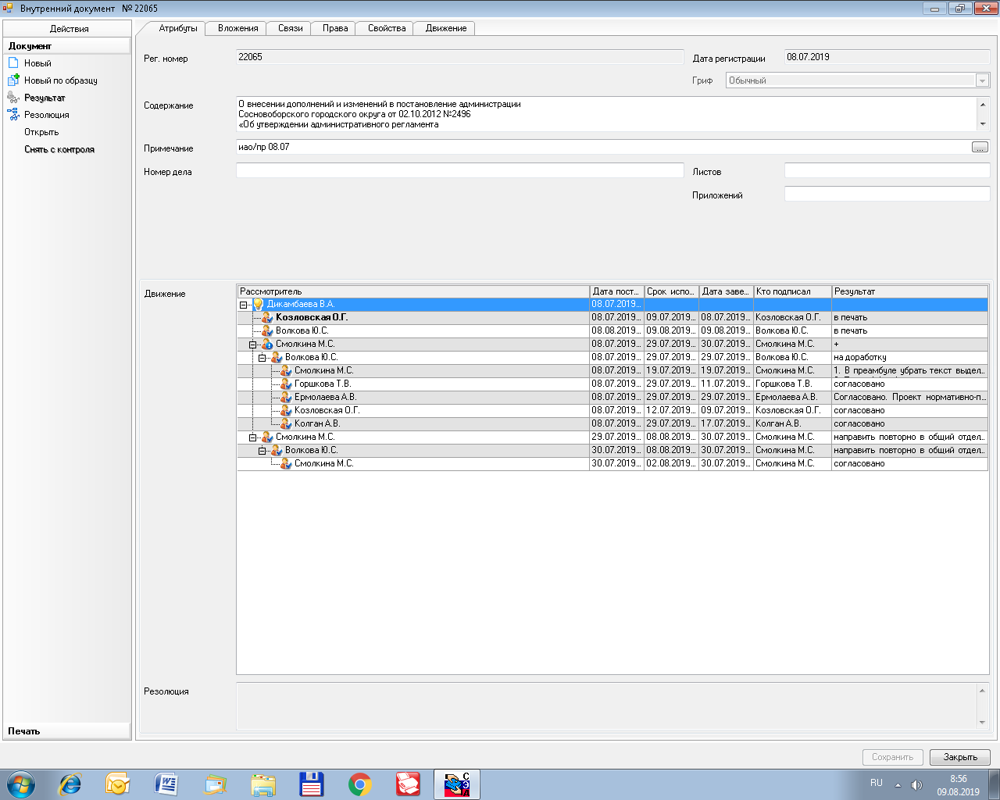 Внутренний документ № 22065
Действия
Документ
Новый
Новый по образцу
Результат
Резолюция
Открыть
Снять с контроля
Печать
Атрибуты Вложения Связи Права Свойства Движение
Рег. номер 22065 Дата регистрации 08.07.2019
Гриф Обычный
Содержание О внесении дополнений и изменений в постановление администрации
Сосновоборского городского округа от 02.10.2012 №2496
«Об утверждении административного регламента
Примечание иао/пр 08.07 ...
Номер дела Листов
Приложений
Движение
Рассмотритель Дата пост... Срок испо... Дата заве... Кто подписал Результат
Дикамбаева В.А. 08.07.2019...
Козловская О.Г. 08.07.2019... 09.07.2019... 08.07.2019... Козловская О.Г. в печать
Волкова Ю.С. 08.08.2019... 09.08.2019... 09.08.2019... Волкова Ю.С. в печать
Смолкина М.С. 08.07.2019... 29.07.2019... 30.07.2019... Смолкина М.С. +
Волкова Ю.С. 08.07.2019... 29.07.2019... 29.07.2019... Волкова Ю.С. на доработку
Смолкина М.С. 08.07.2019... 19.07.2019... 19.07.2019... Смолкина М.С. 1. В преамбуле убрать текст выдел...
Горшкова Т.В. 08.07.2019... 29.07.2019... 11.07.2019... Горшкова Т.В. согласовано
Ермолаева А.В. 08.07.2019... 29.07.2019... 29.07.2019... Ермолаева А.В. Согласовано. Проект нормативно-п...
Козловская О.Г. 08.07.2019... 12.07.2019... 09.07.2019... Козловская О.Г. согласовано
Колган А.В. 08.07.2019... 29.07.2019... 17.07.2019... Колган А.В. согласовано
Смолкина М.С. 29.07.2019... 08.08.2019... 30.07.2019... Смолкина М.С. направить повторно в общий отдел...
Волкова Ю.С. 30.07.2019... 08.08.2019... 30.07.2019... Смолкина М.С. направить повторно в общий отдел...
Смолкина М.С. 30.07.2019... 02.08.2019... 30.07.2019... Смолкина М.С. согласовано
Резолюция
Сохранить Закрыть
СЭД
RU 8:56
09.08.2019